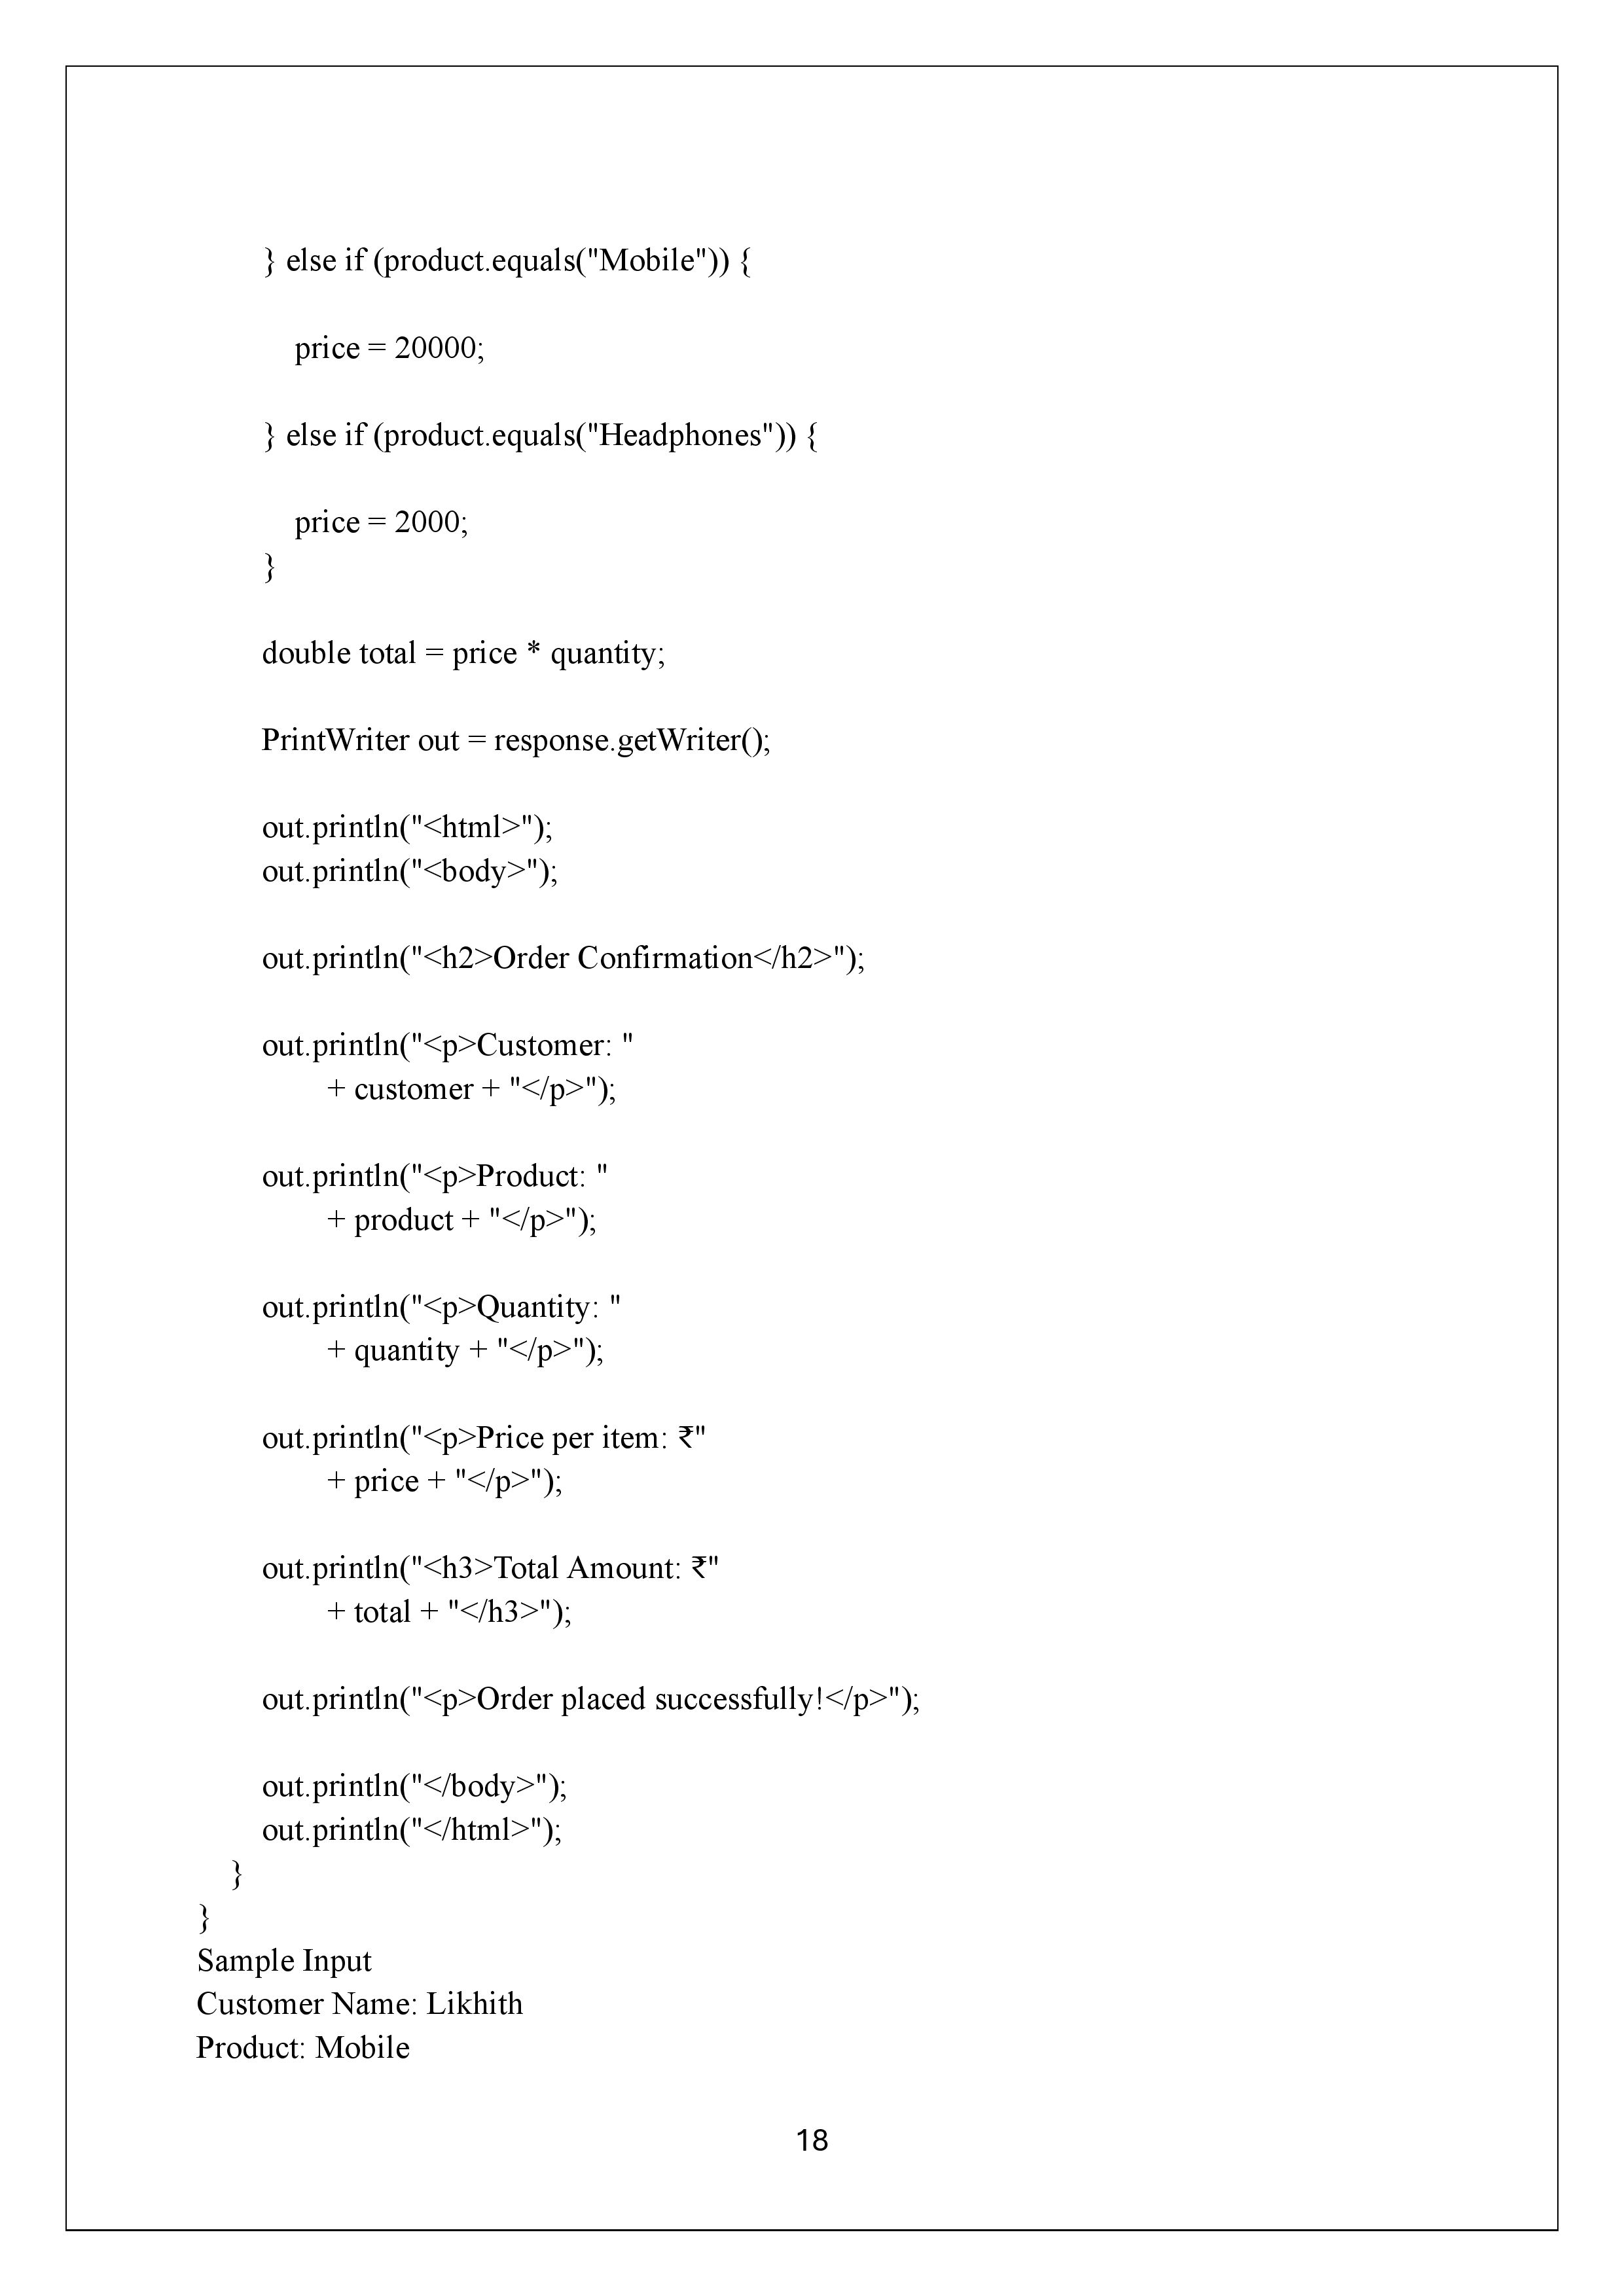 } else if (product.equals("Mobile")) {
price = 20000;
} else if (product.equals("Headphones")) {
price = 2000;
}
double total = price * quantity;
PrintWriter out = response.getWriter();
out.println("<html>");
out.println("<body>");
out.println("<h2>Order Confirmation</h2>");
out.println("<p>Customer: "
+ customer + "</p>");
out.println("<p>Product: "
+ product + "</p>");
out.println("<p>Quantity: "
+ quantity + "</p>");
out.println("<p>Price per item: ₹"
+ price + "</p>");
out.println("<h3>Total Amount: ₹"
+ total + "</h3>");
out.println("<p>Order placed successfully!</p>");
out.println("</body>");
out.println("</html>");
}
}
Sample Input
Customer Name: Likhith
Product: Mobile
18